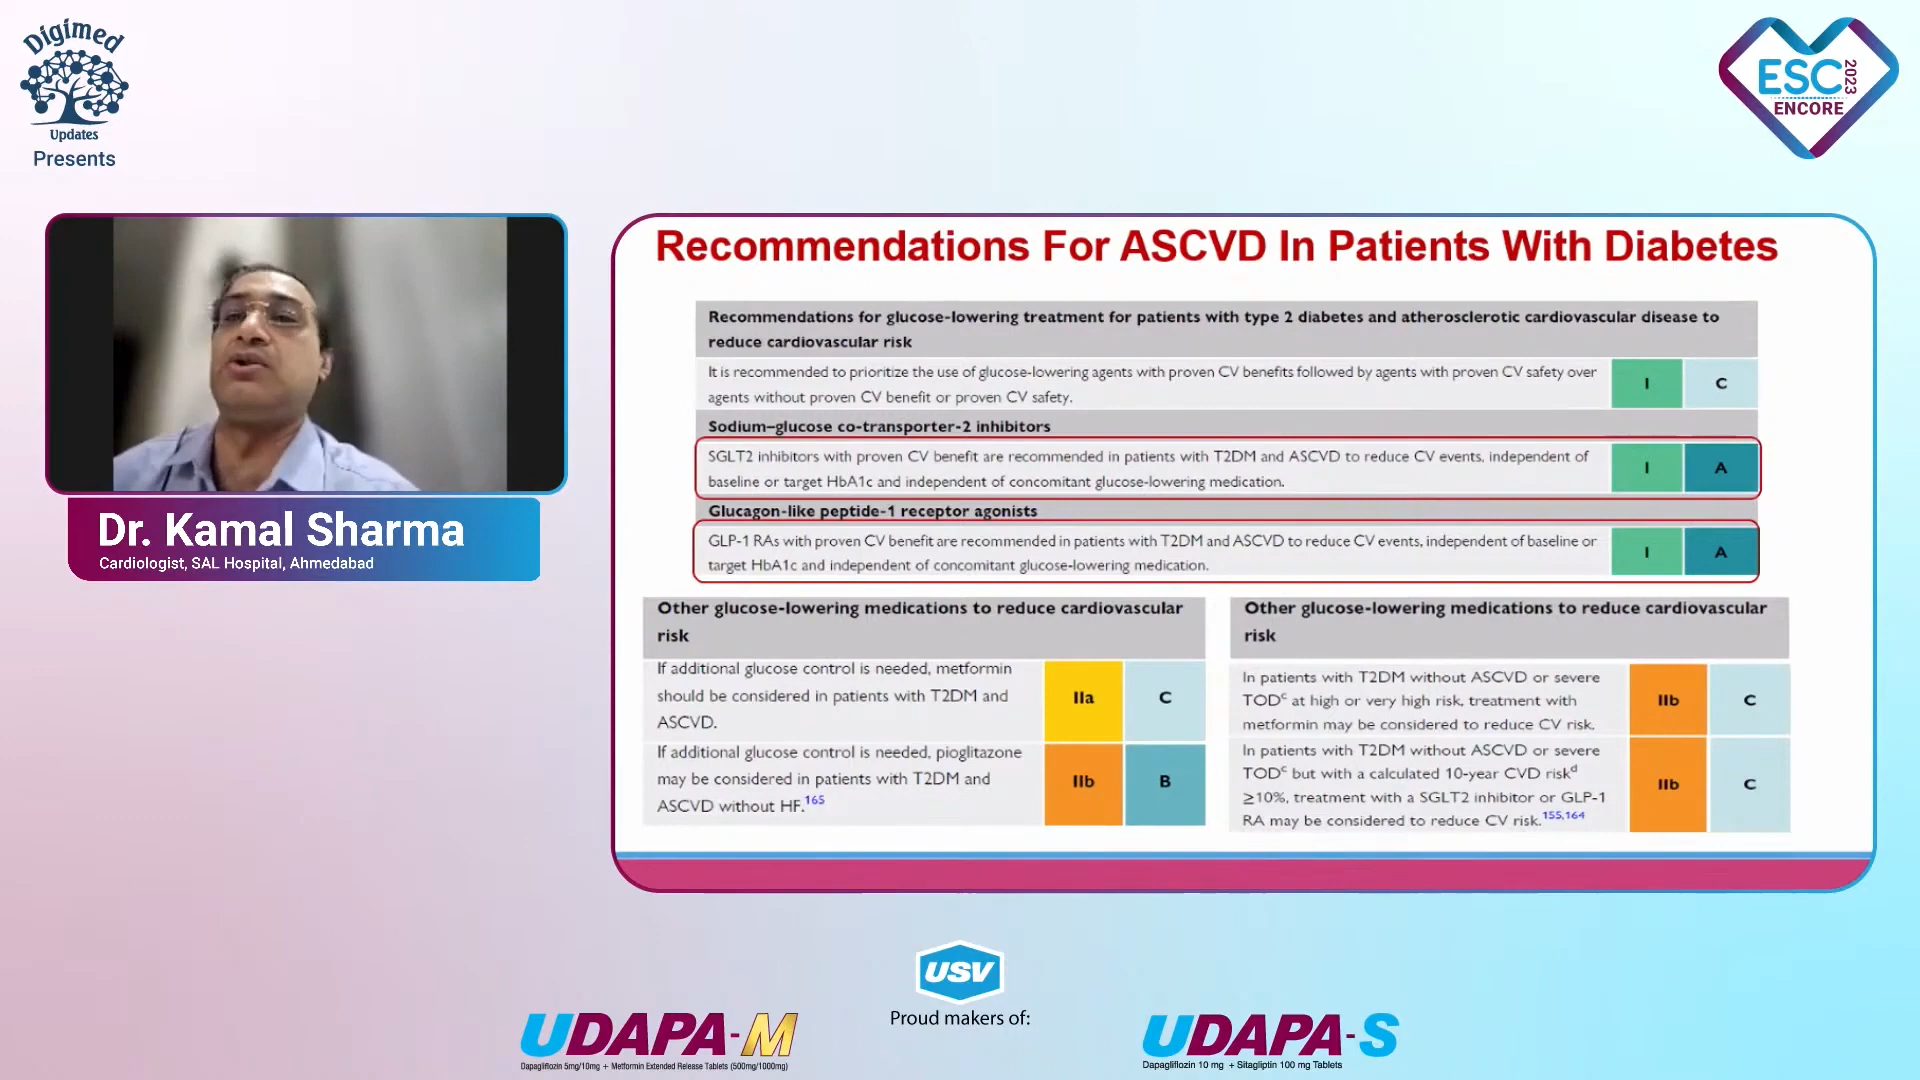 Digimed
Updates
Presents
ESC 2023
ENCORE
Dr. Kamal Sharma
Cardiologist, SAL Hospital, Ahmedabad
Recommendations For ASCVD In Patients With Diabetes
Recommendations for glucose-lowering treatment for patients with type 2 diabetes and atherosclerotic cardiovascular disease to
reduce cardiovascular risk
It is recommended to prioritize the use of glucose-lowering agents with proven CV benefits followed by agents with proven CV safety over
agents without proven CV benefit or proven CV safety.
I C
Sodium–glucose co-transporter-2 inhibitors
SGLT2 inhibitors with proven CV benefit are recommended in patients with T2DM and ASCVD to reduce CV events, independent of
baseline or target HbA1c and independent of concomitant glucose-lowering medication.
I A
Glucagon-like peptide-1 receptor agonists
GLP-1 RAs with proven CV benefit are recommended in patients with T2DM and ASCVD to reduce CV events, independent of baseline or
target HbA1c and independent of concomitant glucose-lowering medication.
I A
Other glucose-lowering medications to reduce cardiovascular
risk
If additional glucose control is needed, metformin
should be considered in patients with T2DM and
ASCVD.
IIa C
If additional glucose control is needed, pioglitazone
may be considered in patients with T2DM and
ASCVD without HF.165
IIb B
Other glucose-lowering medications to reduce cardiovascular
risk
In patients with T2DM without ASCVD or severe
TODc at high or very high risk, treatment with
metformin may be considered to reduce CV risk.
IIb C
In patients with T2DM without ASCVD or severe
TODc but with a calculated 10-year CVD riskd
≥10%, treatment with a SGLT2 inhibitor or GLP-1
RA may be considered to reduce CV risk.155,164
IIb C
USV
Proud makers of:
UDAPA-M
Dapagliflozin 5mg/10mg + Metformin Extended Release Tablets (500mg/1000mg)
UDAPA-S
Dapagliflozin 10 mg + Sitagliptin 100 mg Tablets